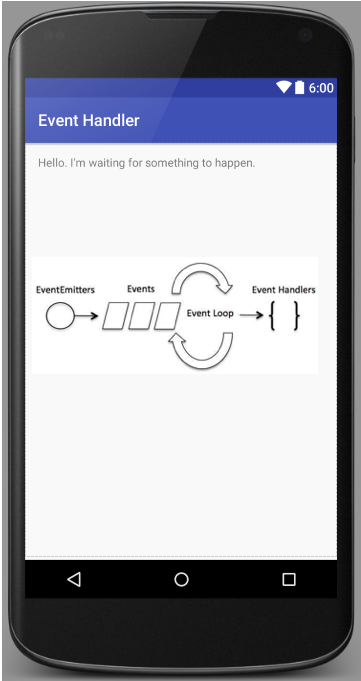 6:00
Event Handler
Hello. I'm waiting for something to happen.
EventEmitters
Events
Event Loop
Event Handlers
{ }